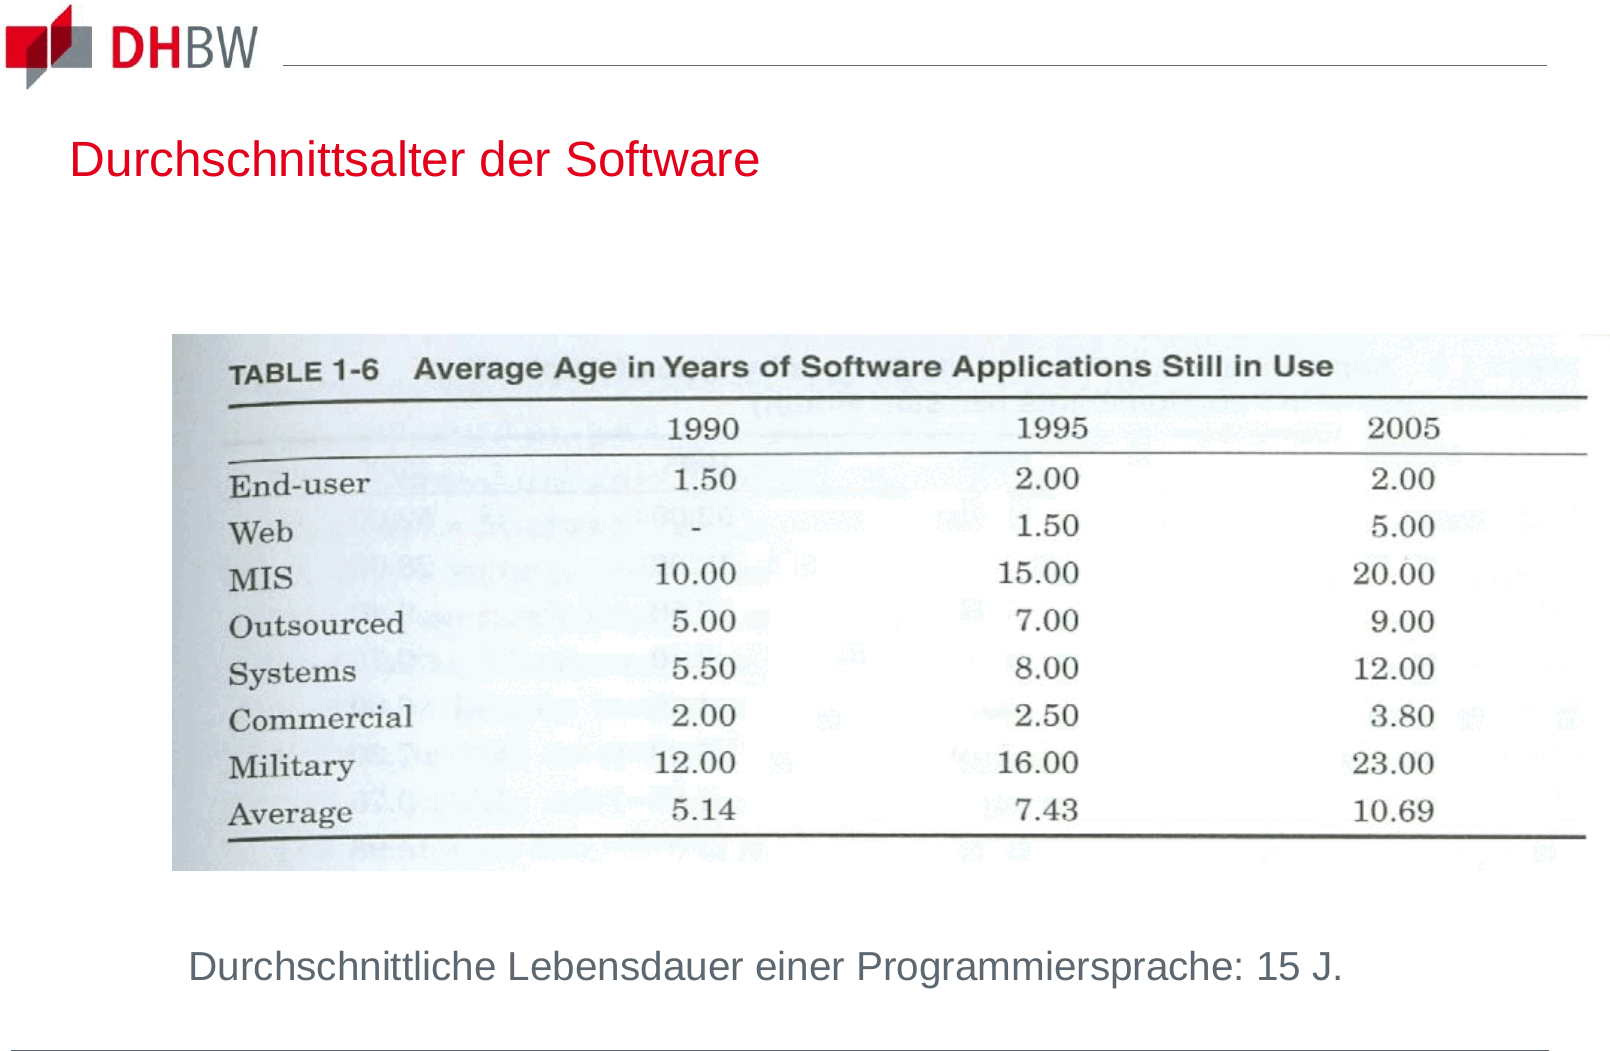 DHBW
Durchschnittsalter der Software
TABLE 1-6 Average Age in Years of Software Applications Still in Use
1990 1995 2005
End-user 1.50 2.00 2.00
Web - 1.50 5.00
MIS 10.00 15.00 20.00
Outsourced 5.00 7.00 9.00
Systems 5.50 8.00 12.00
Commercial 2.00 2.50 3.80
Military 12.00 16.00 23.00
Average 5.14 7.43 10.69
Durchschnittliche Lebensdauer einer Programmiersprache: 15 J.